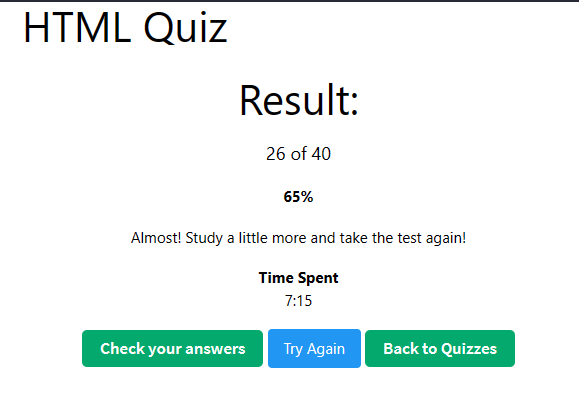 HTML Quiz
Result:
26 of 40
65%
Almost! Study a little more and take the test again!
Time Spent
7:15
Check your answers
Try Again
Back to Quizzes